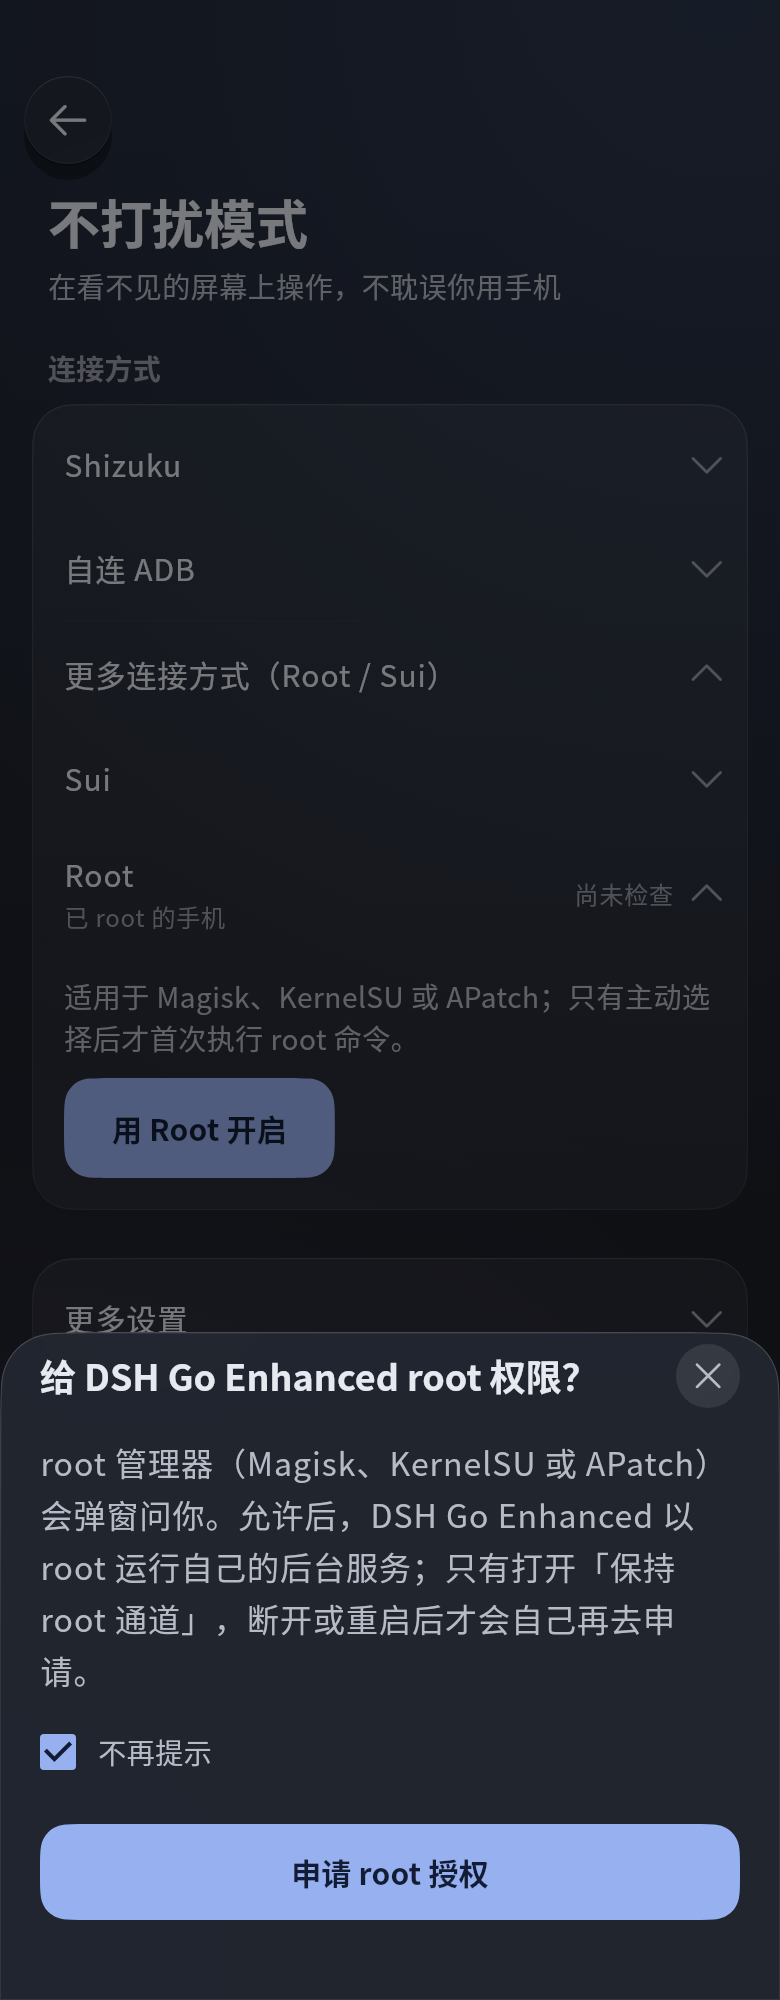 不打扰模式
在看不见的屏幕上操作，不耽误你用手机
连接方式
Shizuku
自连 ADB
更多连接方式（Root / Sui）
Sui
Root
已 root 的手机
尚未检查
适用于 Magisk、KernelSU 或 APatch；只有主动选
择后才首次执行 root 命令。
用 Root 开启
更多设置
给 DSH Go Enhanced root 权限?
root 管理器（Magisk、KernelSU 或 APatch）
会弹窗问你。允许后，DSH Go Enhanced 以
root 运行自己的后台服务；只有打开「保持
root 通道」，断开或重启后才会自己再去申
请。
不再提示
申请 root 授权